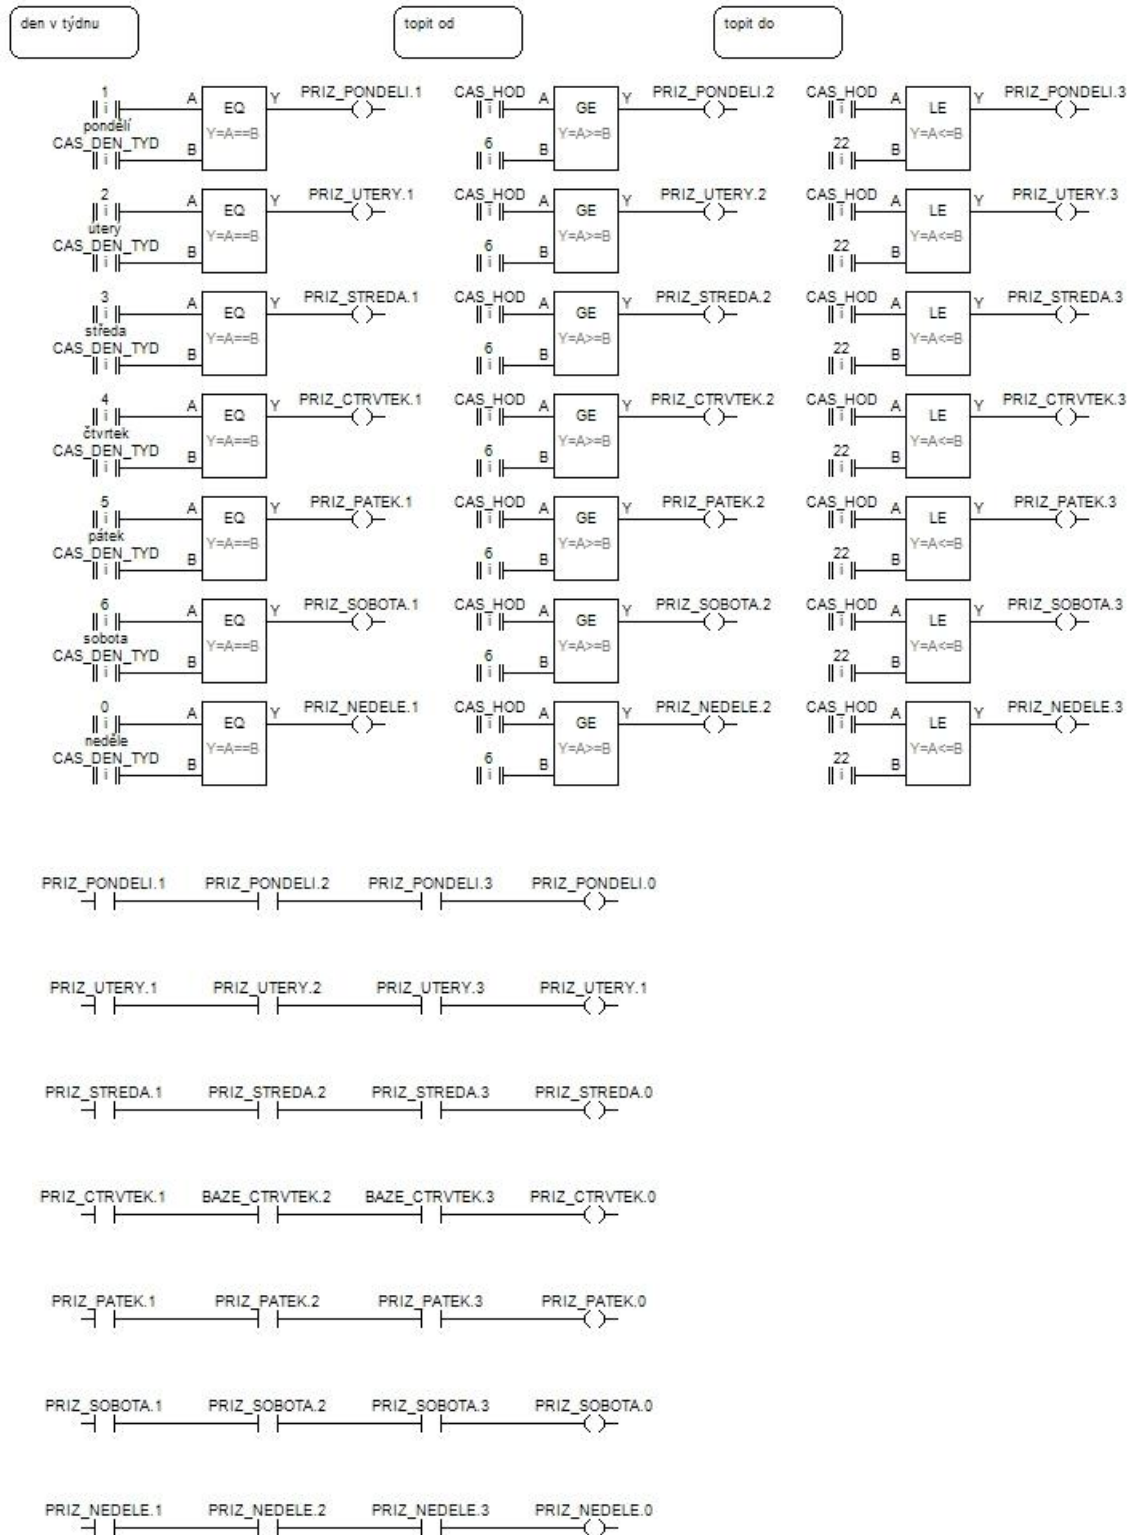 den v týdnu topit od topit do
1 A EQ Y PRIZ_PONDELI.1 CAS_HOD A GE Y PRIZ_PONDELI.2 CAS_HOD A LE Y PRIZ_PONDELI.3
i i i
pondělí Y=A==B Y=A>=B Y=A<=B
CAS_DEN_TYD B 6 B 22 B
i i i
2 A EQ Y PRIZ_UTERY.1 CAS_HOD A GE Y PRIZ_UTERY.2 CAS_HOD A LE Y PRIZ_UTERY.3
i i i
utery Y=A==B Y=A>=B Y=A<=B
CAS_DEN_TYD B 6 B 22 B
i i i
3 A EQ Y PRIZ_STREDA.1 CAS_HOD A GE Y PRIZ_STREDA.2 CAS_HOD A LE Y PRIZ_STREDA.3
i i i
středa Y=A==B Y=A>=B Y=A<=B
CAS_DEN_TYD B 6 B 22 B
i i i
4 A EQ Y PRIZ_CTRVTEK.1 CAS_HOD A GE Y PRIZ_CTRVTEK.2 CAS_HOD A LE Y PRIZ_CTRVTEK.3
i i i
čtvrtek Y=A==B Y=A>=B Y=A<=B
CAS_DEN_TYD B 6 B 22 B
i i i
5 A EQ Y PRIZ_PATEK.1 CAS_HOD A GE Y PRIZ_PATEK.2 CAS_HOD A LE Y PRIZ_PATEK.3
i i i
pátek Y=A==B Y=A>=B Y=A<=B
CAS_DEN_TYD B 6 B 22 B
i i i
6 A EQ Y PRIZ_SOBOTA.1 CAS_HOD A GE Y PRIZ_SOBOTA.2 CAS_HOD A LE Y PRIZ_SOBOTA.3
i i i
sobota Y=A==B Y=A>=B Y=A<=B
CAS_DEN_TYD B 6 B 22 B
i i i
0 A EQ Y PRIZ_NEDELE.1 CAS_HOD A GE Y PRIZ_NEDELE.2 CAS_HOD A LE Y PRIZ_NEDELE.3
i i i
neděle Y=A==B Y=A>=B Y=A<=B
CAS_DEN_TYD B 6 B 22 B
i i i
PRIZ_PONDELI.1 PRIZ_PONDELI.2 PRIZ_PONDELI.3 PRIZ_PONDELI.0
PRIZ_UTERY.1 PRIZ_UTERY.2 PRIZ_UTERY.3 PRIZ_UTERY.1
PRIZ_STREDA.1 PRIZ_STREDA.2 PRIZ_STREDA.3 PRIZ_STREDA.0
PRIZ_CTRVTEK.1 BAZE_CTRVTEK.2 BAZE_CTRVTEK.3 PRIZ_CTRVTEK.0
PRIZ_PATEK.1 PRIZ_PATEK.2 PRIZ_PATEK.3 PRIZ_PATEK.0
PRIZ_SOBOTA.1 PRIZ_SOBOTA.2 PRIZ_SOBOTA.3 PRIZ_SOBOTA.0
PRIZ_NEDELE.1 PRIZ_NEDELE.2 PRIZ_NEDELE.3 PRIZ_NEDELE.0